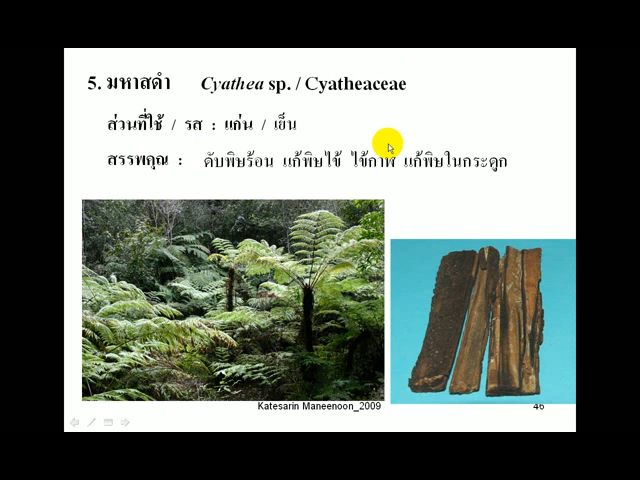 5. มหาสดำ Cyathea sp. / Cyatheaceae
ส่วนที่ใช้ / รส : แก่น / เย็น
สรรพคุณ : ดับพิษร้อน แก้พิษไข้ ไข้กาฬ แก้พิษในกระดูก
Katesarin Maneenoon_2009
46